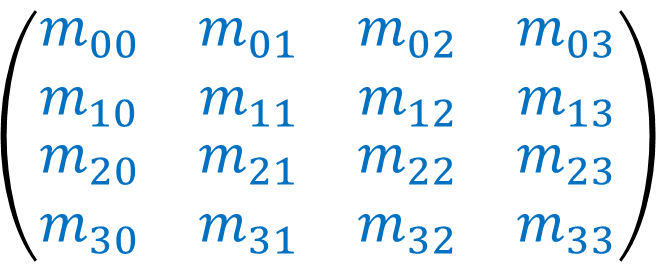 m₀₀ m₀₁ m₀₂ m₀₃
m₁₀ m₁₁ m₁₂ m₁₃
m₂₀ m₂₁ m₂₂ m₂₃
m₃₀ m₃₁ m₃₂ m₃₃